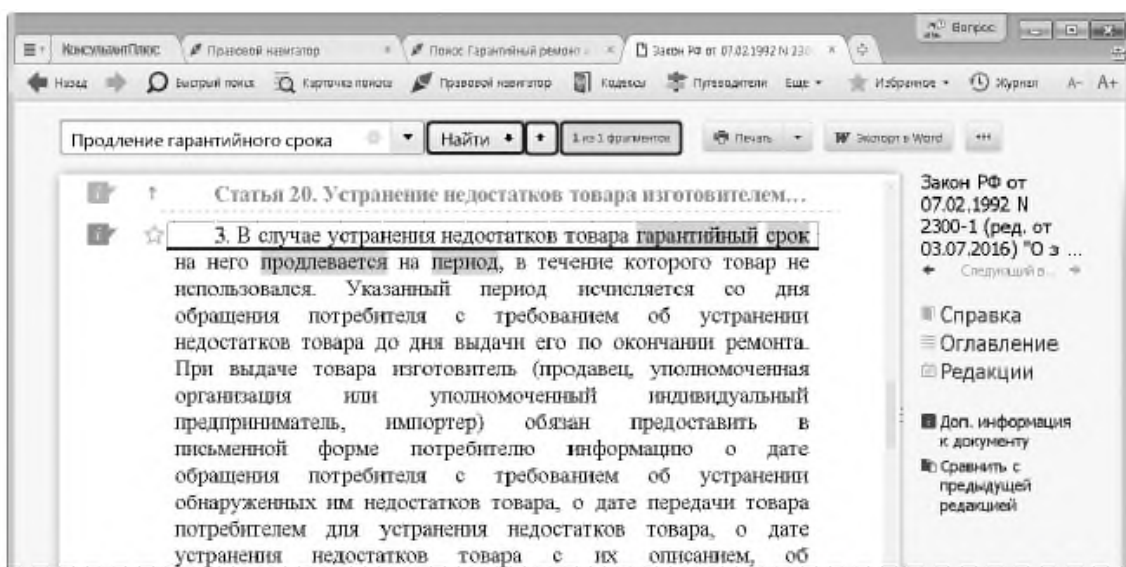 Вопрос
КонсультантПлюс
Правовой навигатор
Поиск Гарантийный ремонт
Закон РФ от 07.02.1992 N 230
Назад
Быстрый поиск
Карточка поиска
Правовой навигатор
Кодексы
Путеводители
Еще
Избранное
Журнал
A- A+
Продление гарантийного срока
Найти
1 из 1 фрагментов
Печать
Экспорт в Word
Статья 20. Устранение недостатков товара изготовителем...
3. В случае устранения недостатков товара гарантийный срок
на него продлевается на период, в течение которого товар не
использовался. Указанный период исчисляется со дня
обращения потребителя с требованием об устранении
недостатков товара до дня выдачи его по окончании ремонта.
При выдаче товара изготовитель (продавец, уполномоченная
организация или уполномоченный индивидуальный
предприниматель, импортер) обязан предоставить в
письменной форме потребителю информацию о дате
обращения потребителя с требованием об устранении
обнаруженных им недостатков товара, о дате передачи товара
потребителем для устранения недостатков товара, о дате
устранения недостатков товара с их описанием, об
Закон РФ от
07.02.1992 N
2300-1 (ред. от
03.07.2016) "О з ...
Следующий в...
Справка
Оглавление
Редакции
Доп. информация
к документу
Сравнить с
предыдущей
редакцией